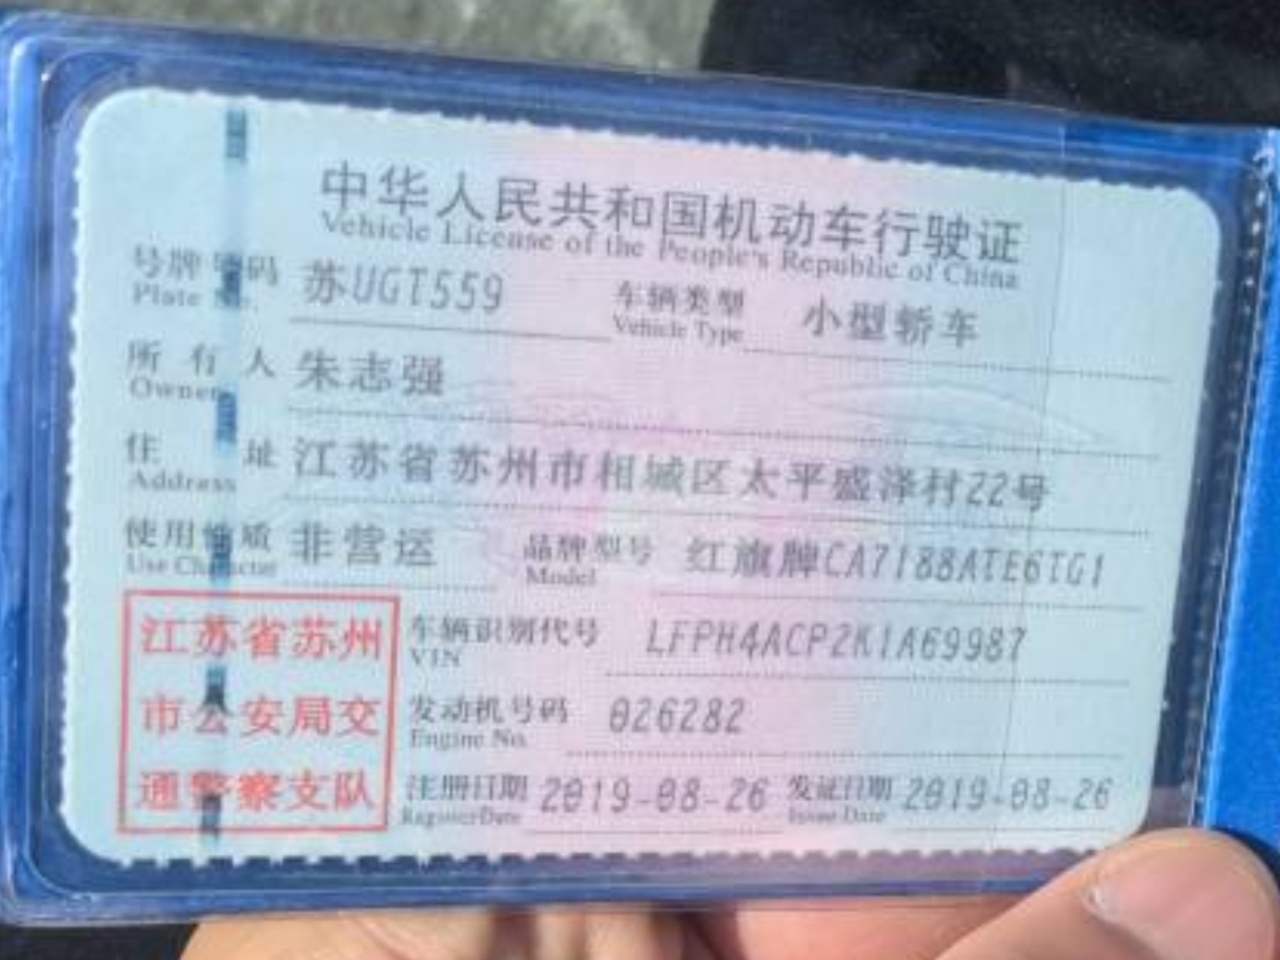 中华人民共和国机动车行驶证
Vehicle License of the People's Republic of China
号牌号码 苏UGT559 车辆类型 小型轿车
Plate No. Vehicle Type
所有人 朱志强
Owner
住址 江苏省苏州市相城区太平盛泽村22号
Address
使用性质 非营运 品牌型号 红旗牌CA7188ATE6TG1
Use Character Model
江苏省苏州
市公安局交
通警察支队
车辆识别代号 LFPH4ACP2K1A69987
VIN
发动机号码 026282
Engine No.
注册日期 2019-08-26 发证日期 2019-08-26
Register Date Issue Date